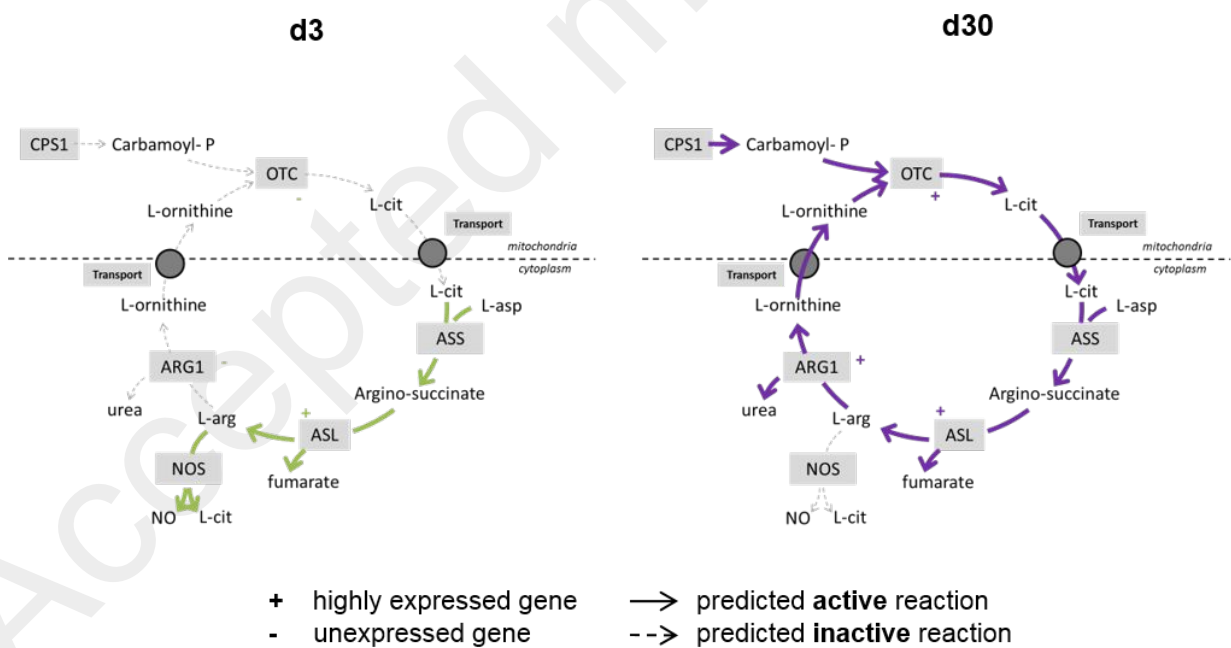 d3
CPS1
Carbamoyl- P
OTC
-
L-cit
L-ornithine
Transport
mitochondria
cytoplasm
Transport
L-ornithine
L-cit
L-asp
ASS
ARG1
-
Argino-succinate
urea
L-arg
+
ASL
NOS
fumarate
NO
L-cit
d30
CPS1
Carbamoyl- P
OTC
+
L-cit
L-ornithine
Transport
mitochondria
cytoplasm
Transport
L-ornithine
L-cit
L-asp
ASS
ARG1
+
Argino-succinate
urea
L-arg
+
ASL
NOS
fumarate
NO
L-cit
+ highly expressed gene
- unexpressed gene
predicted active reaction
predicted inactive reaction
Accepted m